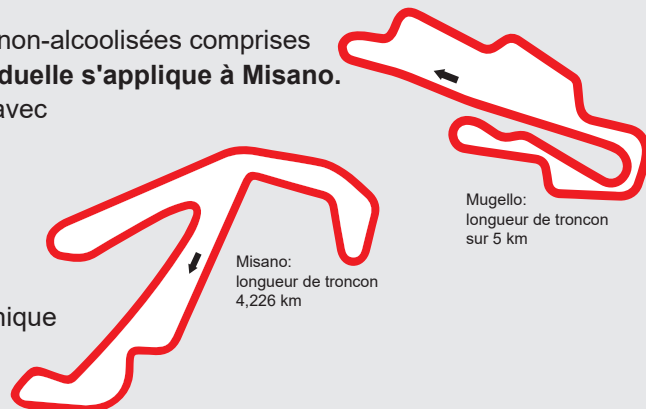 non-alcoolisées comprises
duelle s'applique à Misano.
avec
Mugello:
longueur de troncon
sur 5 km
Misano:
longueur de troncon
4,226 km
nique